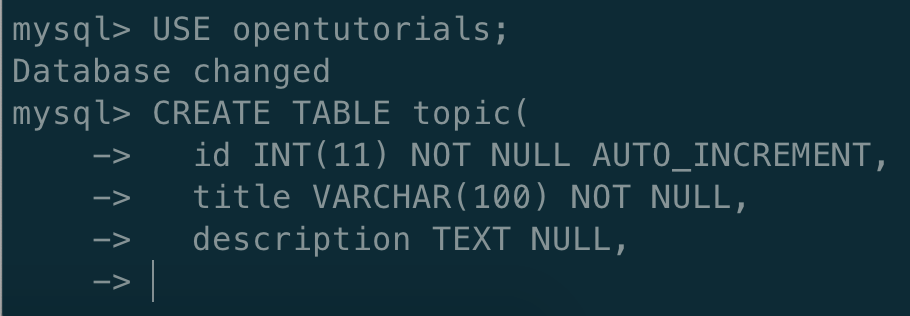 mysql> USE opentutorials;
Database changed
mysql> CREATE TABLE topic(
    ->   id INT(11) NOT NULL AUTO_INCREMENT,
    ->   title VARCHAR(100) NOT NULL,
    ->   description TEXT NULL,
    ->